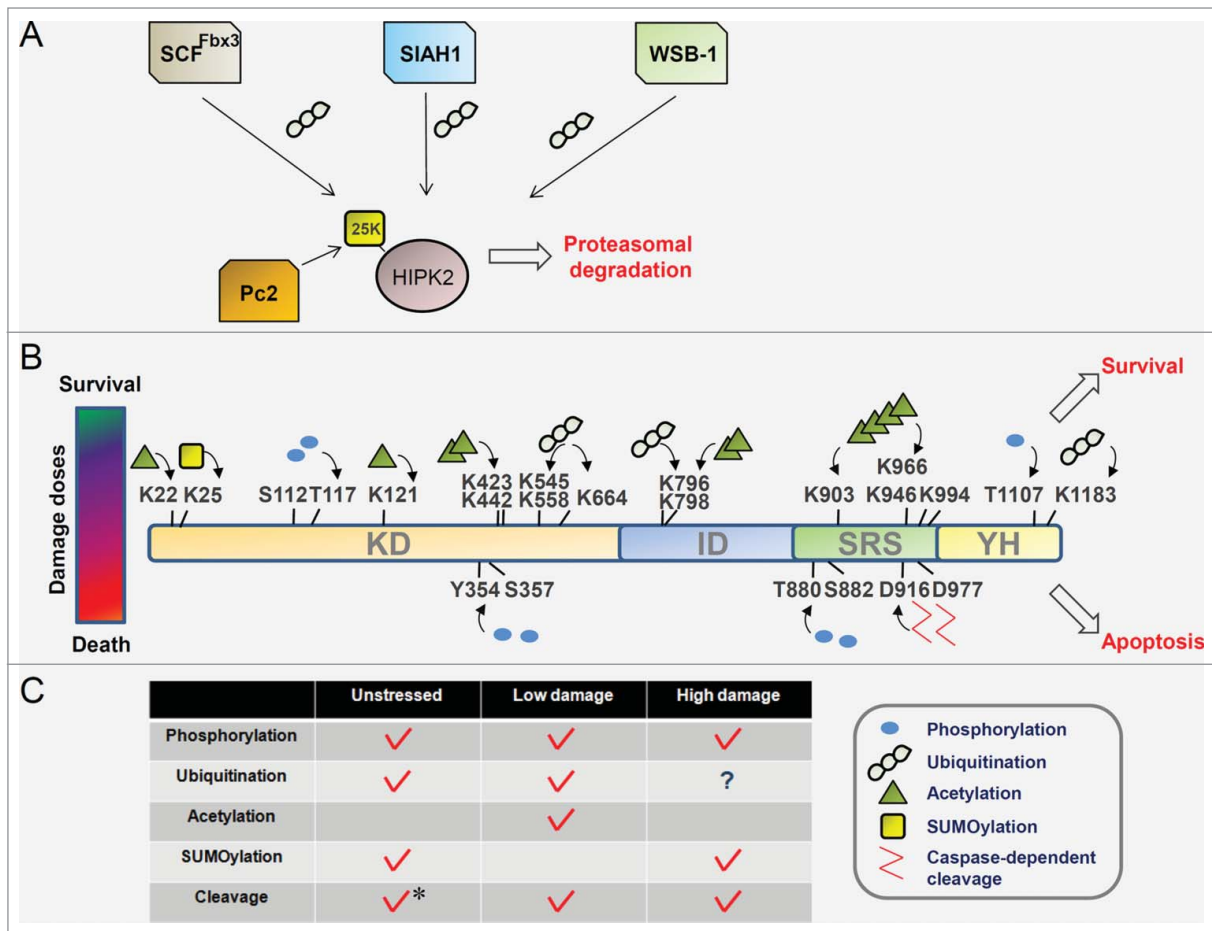 A
SCF^Fbx3
SIAH1
WSB-1
25K
HIPK2
Pc2
Proteasomal
degradation
B
Survival
Damage doses
Death
Survival
K22 K25
S112 T117
K121
K423
K442
K545
K558
K664
K796
K798
K903
K966
K946 K994
T1107
K1183
KD
ID
SRS
YH
Y354 S357
T880 S882
D916 D977
Apoptosis
C
Unstressed Low damage High damage
Phosphorylation ✓ ✓ ✓
Ubiquitination ✓ ✓ ?
Acetylation ✓
SUMOylation ✓ ✓
Cleavage ✓* ✓ ✓
Phosphorylation
Ubiquitination
Acetylation
SUMOylation
Caspase-dependent
cleavage